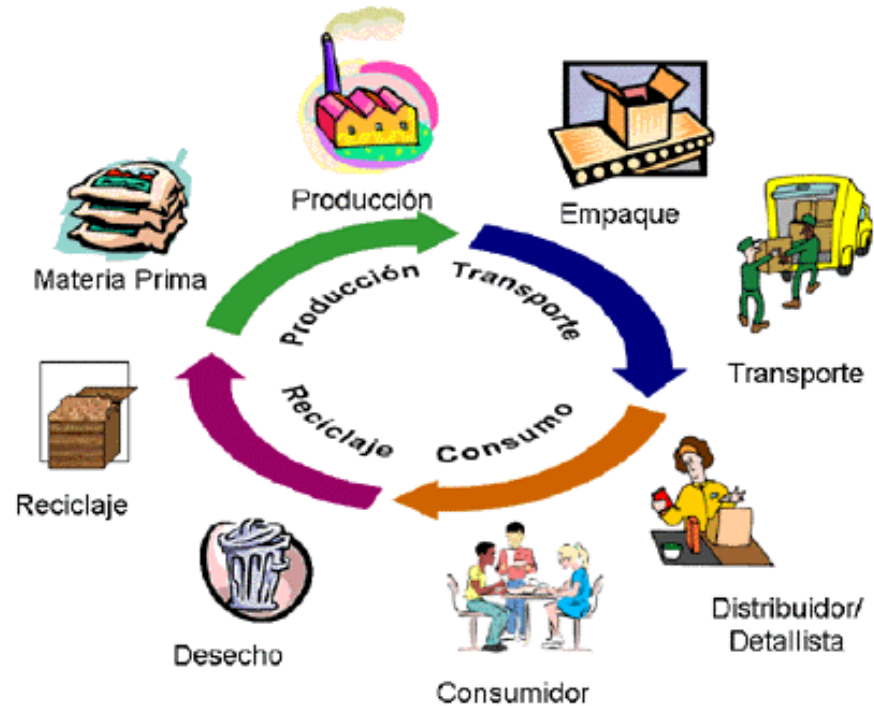 Producción
Empaque
Materia Prima
Transporte
Distribuidor/
Detallista
Consumidor
Desecho
Reciclaje
Producción
Transporte
Consumo
Reciclaje